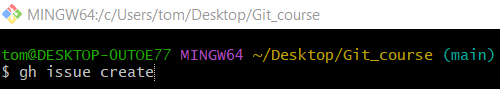 MINGW64:/c/Users/tom/Desktop/Git_course
tom@DESKTOP-OUTOE77 MINGW64 ~/Desktop/Git_course (main)
$ gh issue create